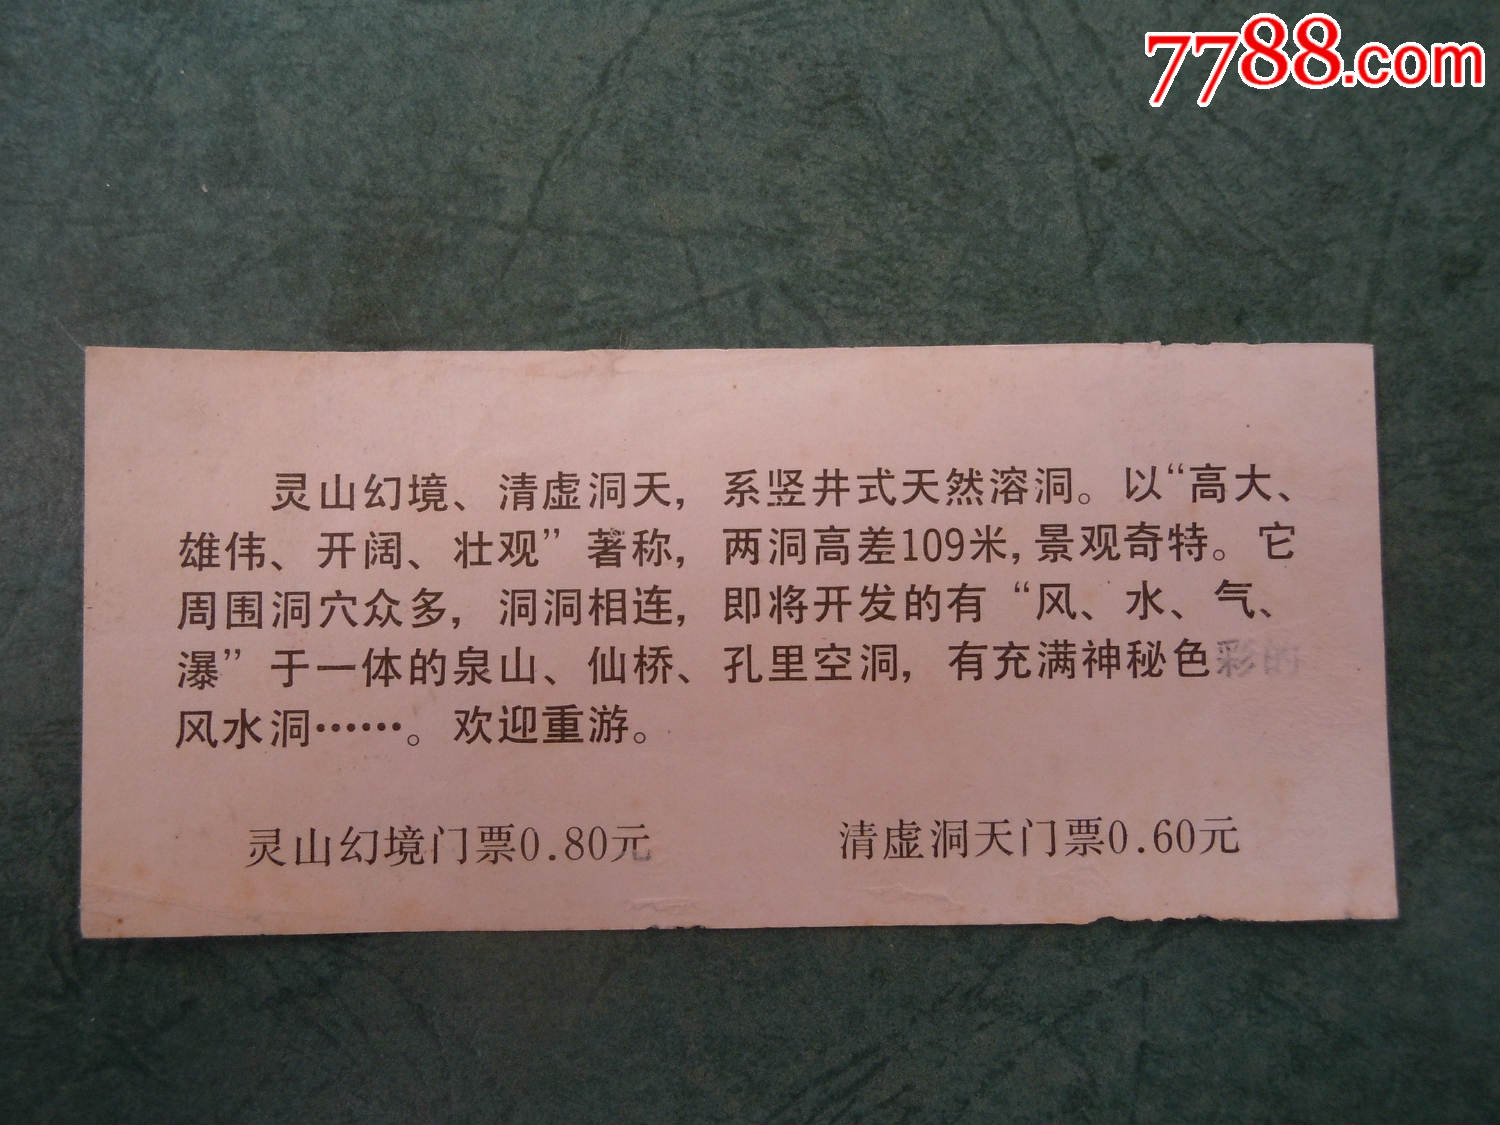 7788.com
灵山幻境、清虚洞天，系竖井式天然溶洞。以“高大、
雄伟、开阔、壮观”著称，两洞高差109米,景观奇特。它
周围洞穴众多，洞洞相连，即将开发的有“风、水、气、
瀑”于一体的泉山、仙桥、孔里空洞，有充满神秘色彩的
风水洞……。欢迎重游。
灵山幻境门票0.80元
清虚洞天门票0.60元